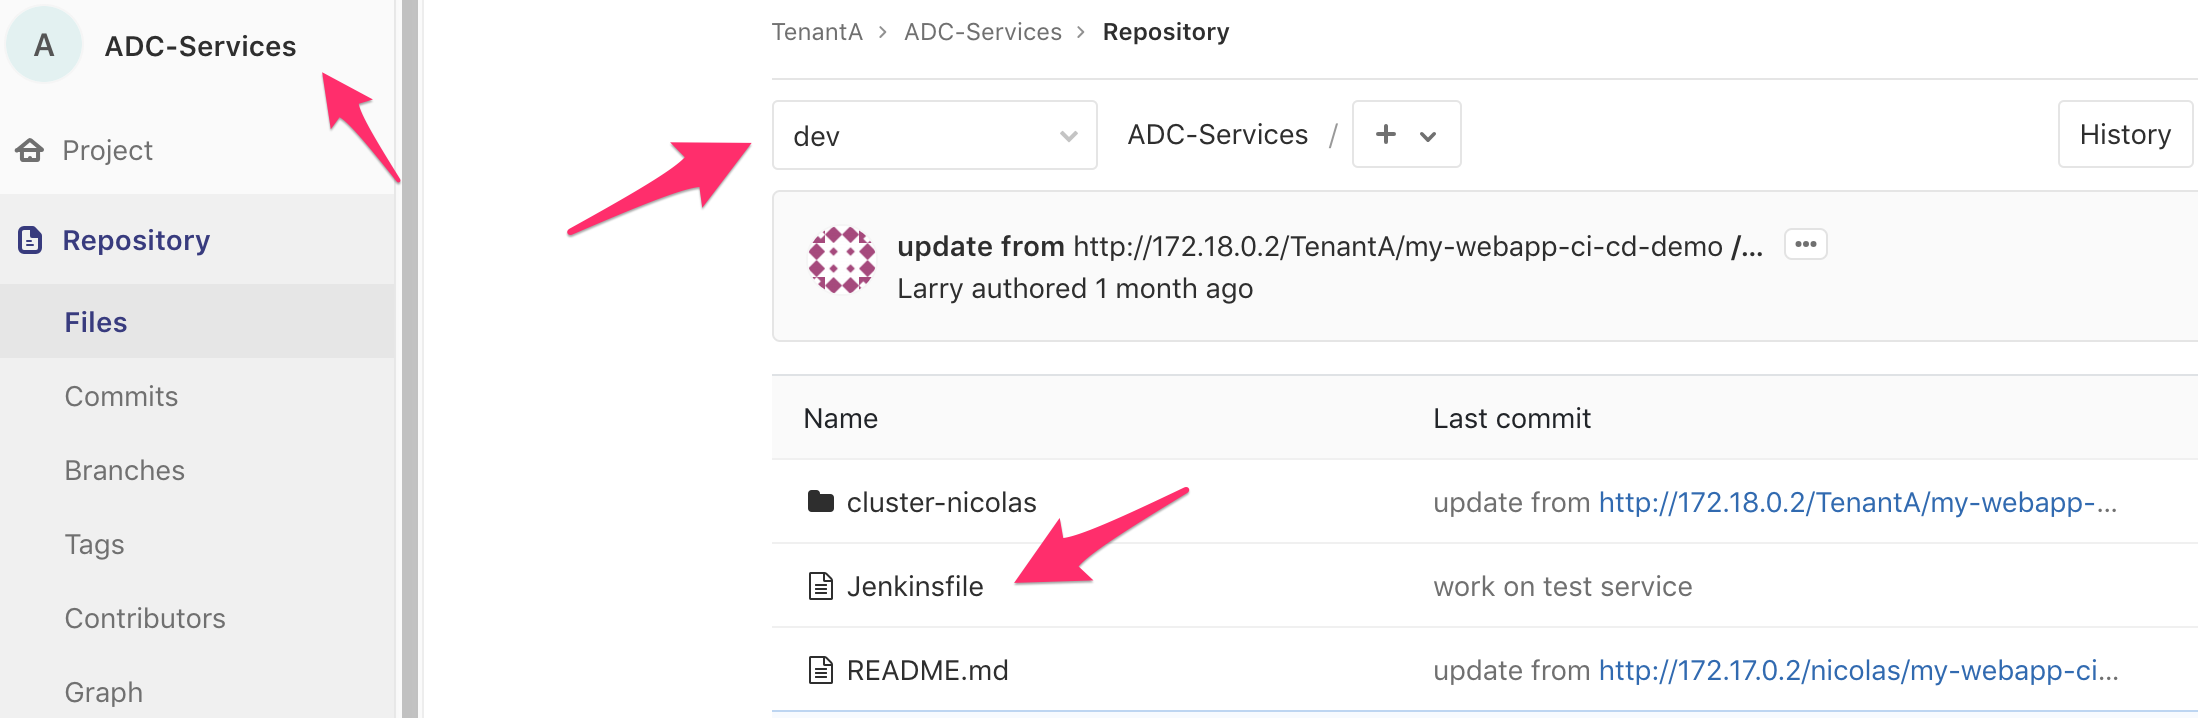 A ADC-Services
Project
Repository
Files
Commits
Branches
Tags
Contributors
Graph
TenantA > ADC-Services > Repository
dev
ADC-Services / +
History
update from http://172.18.0.2/TenantA/my-webapp-ci-cd-demo /...
Larry authored 1 month ago
Name Last commit
cluster-nicolas update from http://172.18.0.2/TenantA/my-webapp-...
Jenkinsfile work on test service
README.md update from http://172.17.0.2/nicolas/my-webapp-ci...